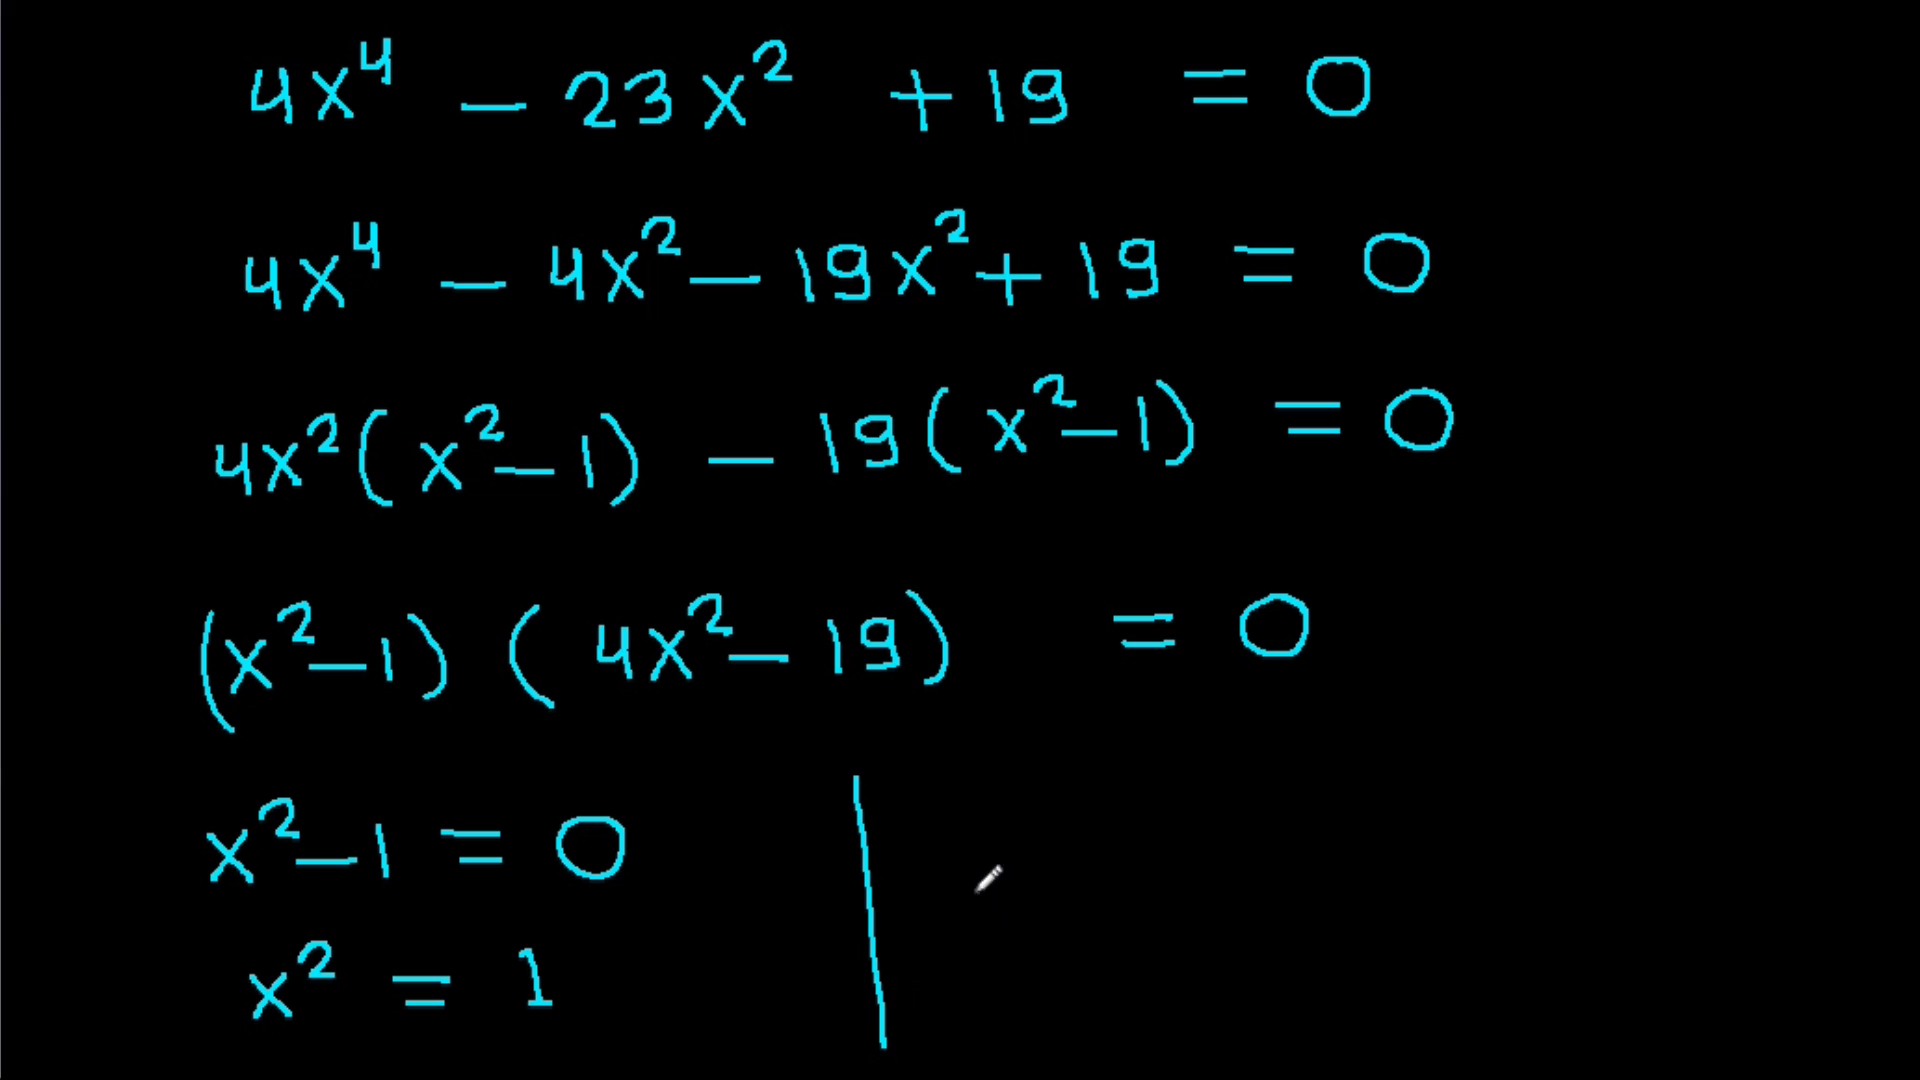 4x⁴ - 23x² + 19 = 0
4x⁴ - 4x² - 19x² + 19 = 0
4x²(x² - 1) - 19(x² - 1) = 0
(x² - 1) (4x² - 19) = 0
x² - 1 = 0
x² = 1